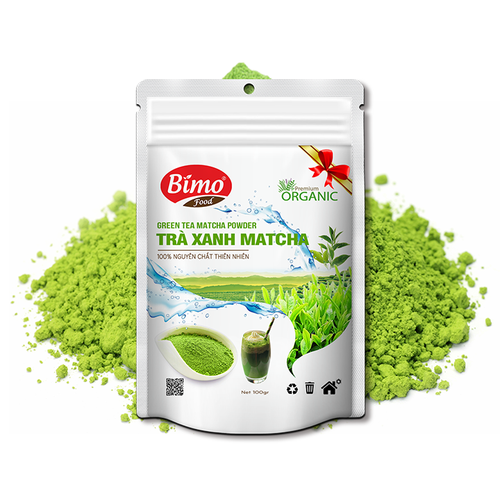 Bimo®
Food
Premium
ORGANIC
GREEN TEA MATCHA POWDER
TRÀ XANH MATCHA
100% NGUYÊN CHẤT THIÊN NHIÊN
Net 100gr